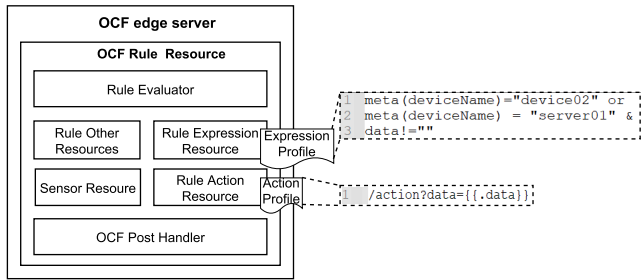 OCF edge server
OCF Rule Resource
Rule Evaluator
Rule Other
Resources
Rule Expression
Resource
Expression
Profile
1 meta(deviceName)="device02" or
2 meta(deviceName) = "server01" &
3 data!=""
Sensor Resoure
Rule Action
Resource
Action
Profile
1 /action?data={{.data}}
OCF Post Handler